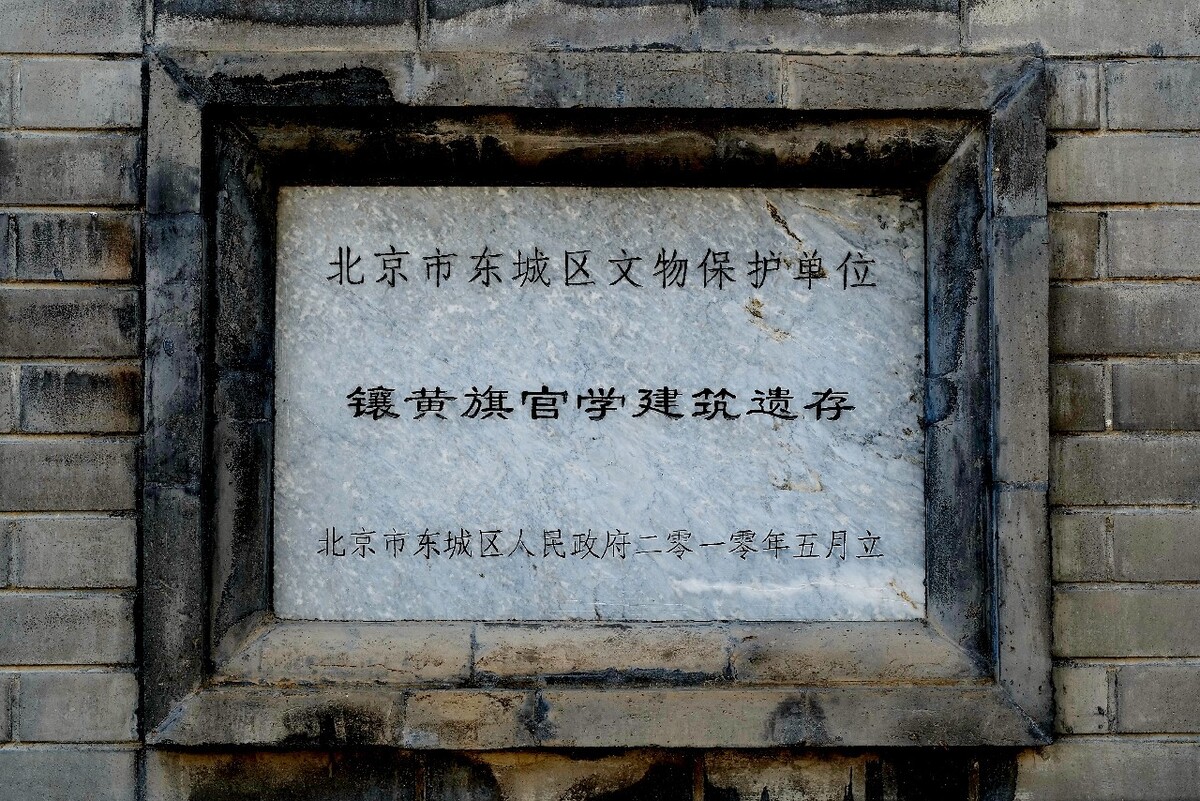 北京市东城区文物保护单位
镶黄旗官学建筑遗存
北京市东城区人民政府二零一零年五月立